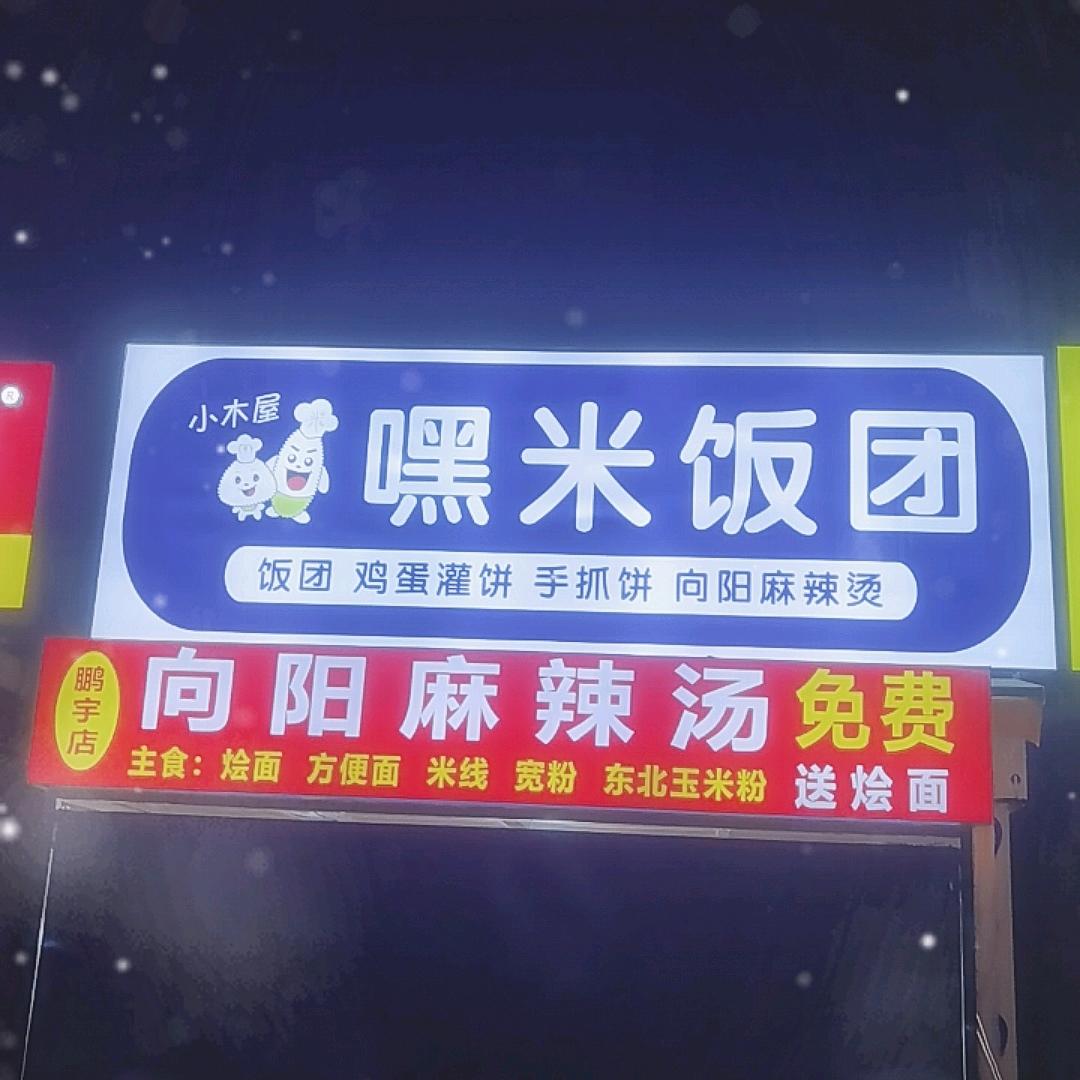 ®
小木屋
米
嘿米饭团
饭团 鸡蛋灌饼 手抓饼 向阳麻辣烫
鹏宇店
向阳麻辣汤 免费
主食：烩面 方便面 米线 宽粉 东北玉米粉 送烩面